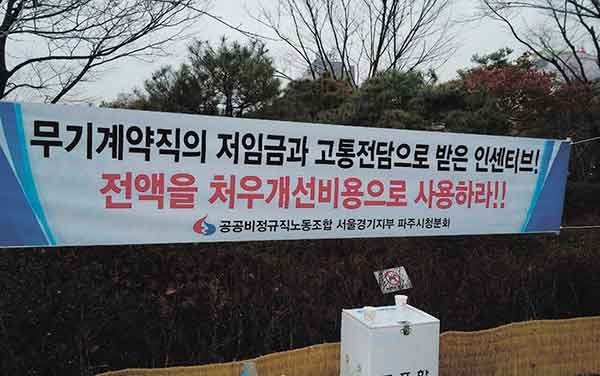 무기계약직의 저임금과 고통전담으로 받은 인센티브!
전액을 처우개선비용으로 사용하라!!
공공비정규직노동조합 서울경기지부 파주시청분회